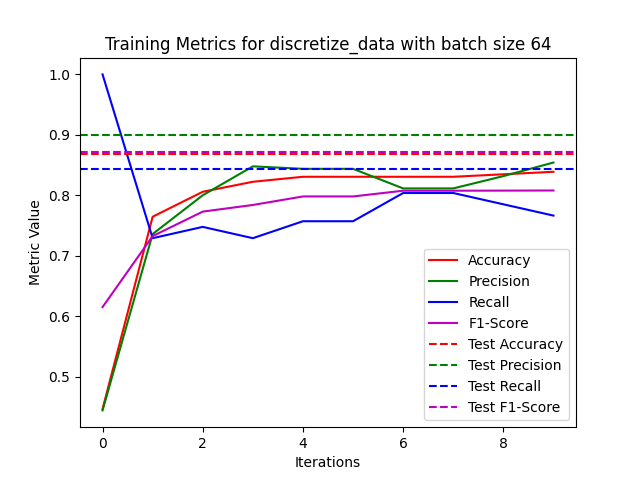 Training Metrics for discretize_data with batch size 64
1.0
0.9
0.8
0.7
0.6
0.5
Metric Value
0
2
4
6
8
Iterations
Accuracy
Precision
Recall
F1-Score
Test Accuracy
Test Precision
Test Recall
Test F1-Score